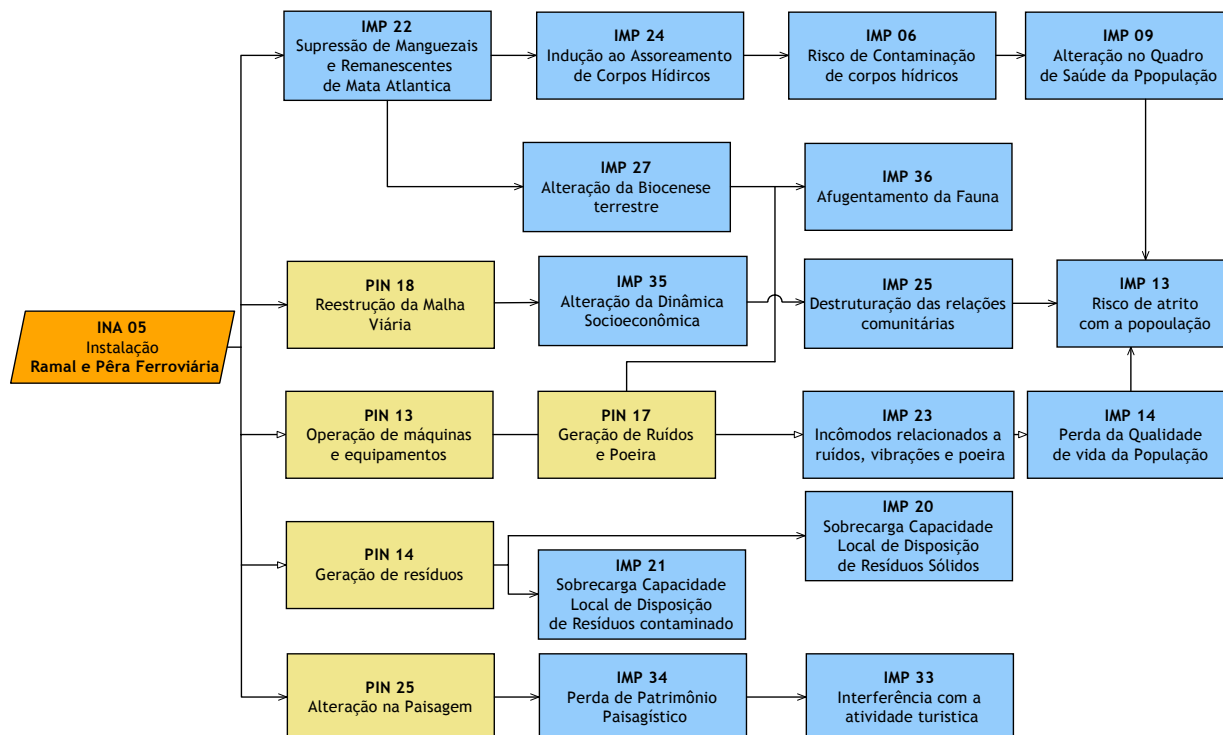 IMP 22
Supressão de Manguezais
e Remanescentes
de Mata Atlantica
IMP 24
Indução ao Assoreamento
de Corpos Hídircos
IMP 06
Risco de Contaminação
de corpos hídricos
IMP 09
Alteração no Quadro
de Saúde da Ppopulação
IMP 27
Alteração da Biocenese
terrestre
IMP 36
Afugentamento da Fauna
PIN 18
Reestrução da Malha
Viária
IMP 35
Alteração da Dinâmica
Socioeconômica
IMP 25
Destruturação das relações
comunitárias
IMP 13
Risco de atrito
com a popoulação
INA 05
Instalação
Ramal e Pêra Ferroviária
PIN 13
Operação de máquinas
e equipamentos
PIN 17
Geração de Ruídos
e Poeira
IMP 23
Incômodos relacionados a
ruídos, vibrações e poeira
IMP 14
Perda da Qualidade
de vida da População
PIN 14
Geração de resíduos
IMP 20
Sobrecarga Capacidade
Local de Disposição
de Resíduos Sólidos
IMP 21
Sobrecarga Capacidade
Local de Disposição
de Resíduos contaminado
PIN 25
Alteração na Paisagem
IMP 34
Perda de Patrimônio
Paisagístico
IMP 33
Interferência com a
atividade turistica